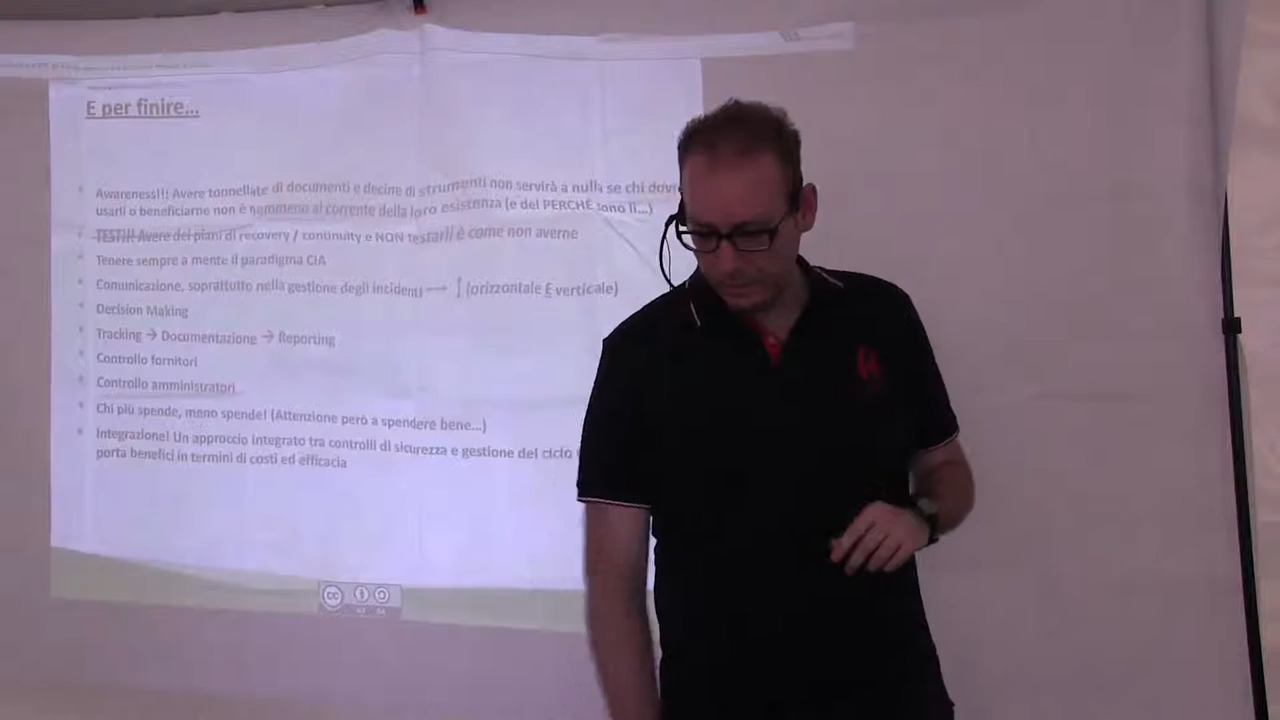 E per finire...
Awareness!!! Avere tonnellate di documenti e decine di strumenti non servirà a nulla se chi
usarli o beneficiarne non è nemmeno al corrente della loro esistenza (e del PERCHÈ sono lì...)
TEST!!! Avere dei piani di recovery / continuity e NON testarli è come non averne
Tenere sempre a mente il paradigma CIA
Comunicazione, soprattutto nella gestione degli incidenti (orizzontale E verticale)
Decision Making
Tracking → Documentazione → Reporting
Controllo fornitori
Controllo amministratori
Chi più spende, meno spende! (Attenzione però a spendere bene...)
Integrazione! Un approccio integrato tra controlli di sicurezza e gestione del ciclo
porta benefici in termini di costi ed efficacia
cc